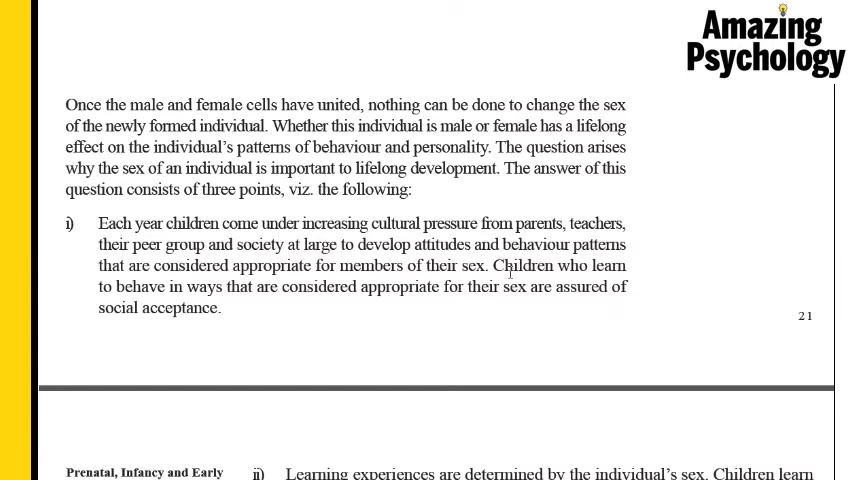 Amazing
Psychology
Once the male and female cells have united, nothing can be done to change the sex
of the newly formed individual. Whether this individual is male or female has a lifelong
effect on the individual's patterns of behaviour and personality. The question arises
why the sex of an individual is important to lifelong development. The answer of this
question consists of three points, viz. the following:
i) Each year children come under increasing cultural pressure from parents, teachers,
their peer group and society at large to develop attitudes and behaviour patterns
that are considered appropriate for members of their sex. Children who learn
to behave in ways that are considered appropriate for their sex are assured of
social acceptance.
21
Prenatal, Infancy and Early
ii) Learning experiences are determined by the individual's sex. Children learn